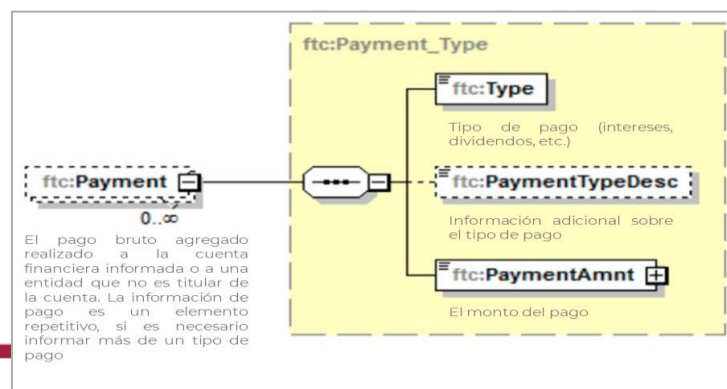 ftc:Payment_Type
ftc:Type
Tipo de pago (intereses,
dividendos, etc.)
ftc:Payment
0..∞
ftc:PaymentTypeDesc
Información adicional sobre
el tipo de pago
El pago bruto agregado
realizado a la cuenta
financiera informada o a una
entidad que no es titular de
la cuenta. La información de
pago es un elemento
repetitivo, si es necesario
informar más de un tipo de
pago
ftc:PaymentAmnt
El monto del pago